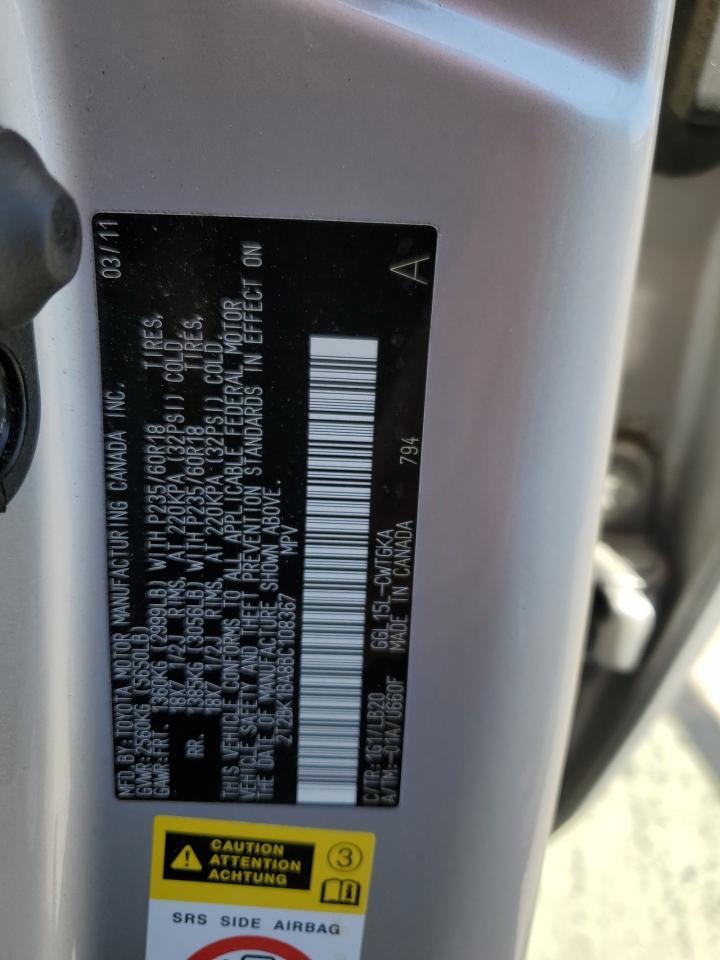 MFD BY: TOYOTA MOTOR MANUFACTURING CANADA INC. 03/11
GVWR: 2560KG (5650LB)
GAWR: FRT. 1360KG (2999LB) WITH P235/60R18 TIRES,
18X7 1/2J RIMS, AT 220KPA (32PSI) COLD,
RR. 1385KG (3056LB) WITH P235/60R18 TIRES,
18X7 1/2J RIMS, AT 220KPA (32PSI) COLD.
THIS VEHICLE CONFORMS TO ALL APPLICABLE FEDERAL MOTOR
VEHICLE SAFETY AND THEFT PREVENTION STANDARDS IN EFFECT ON
THE DATE OF MANUFACTURE SHOWN ABOVE.
2T2BK1BA8BC108367 MPV
C/TR: 1G1/LB20 GGL15L-CWTGKA
A/TM: -01A/U660F MADE IN CANADA 794 A
CAUTION
ATTENTION
ACHTUNG
3
SRS SIDE AIRBAG